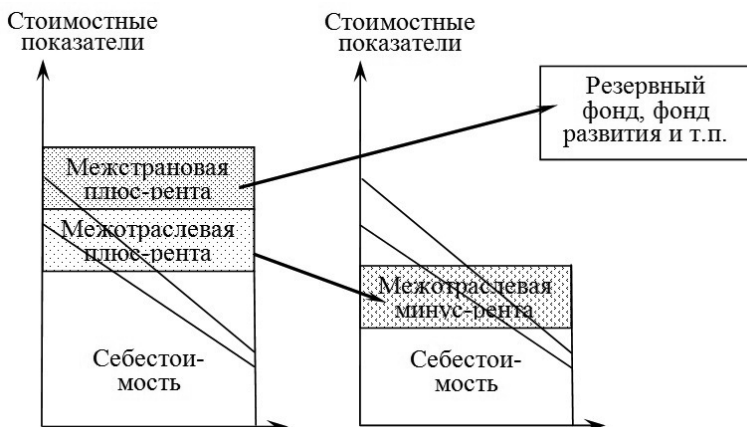 Стоимостные
показатели
Межстрановая
плюс-рента
Межотраслевая
плюс-рента
Себестои-
мость
Стоимостные
показатели
Межотраслевая
минус-рента
Себестои-
мость
Резервный
фонд, фонд
развития и т.п.